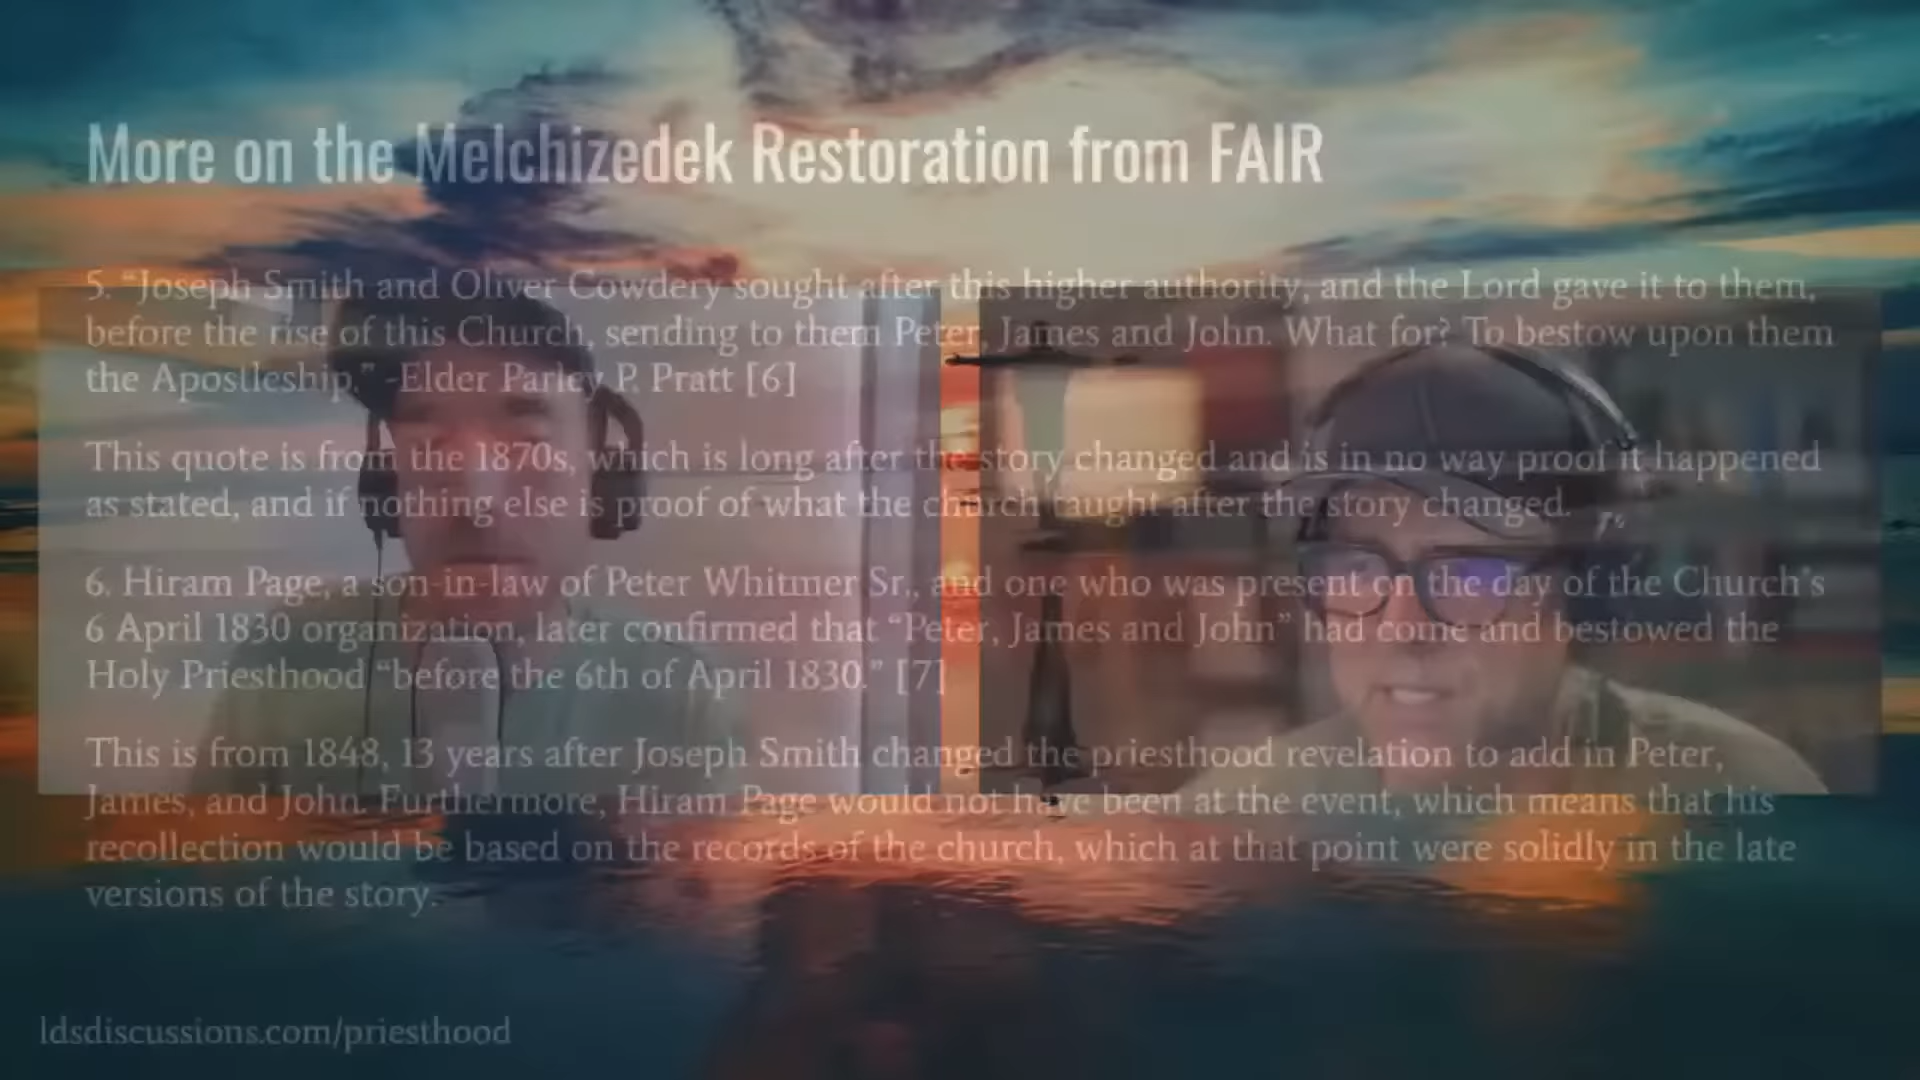 More on the Melchizedek Restoration from FAIR
5. “Joseph Smith and Oliver Cowdery sought after this higher authority, and the Lord gave it to them,
before the rise of this Church, sending to them Peter, James and John. What for? To bestow upon them
the Apostleship.” -Elder Parley P. Pratt [6]
This quote is from the 1870s, which is long after the story changed and is in no way proof it happened
as stated, and if nothing else is proof of what the church taught after the story changed.
6. Hiram Page, a son-in-law of Peter Whitmer Sr., and one who was present on the day of the Church’s
6 April 1830 organization, later confirmed that “Peter, James and John” had come and bestowed the
Holy Priesthood “before the 6th of April 1830.” [7]
This is from 1848, 13 years after Joseph Smith changed the priesthood revelation to add in Peter,
James, and John. Furthermore, Hiram Page would not have been at the event, which means that his
recollection would be based on the records of the church, which at that point were solidly in the late
versions of the story.
ldsdiscussions.com/priesthood